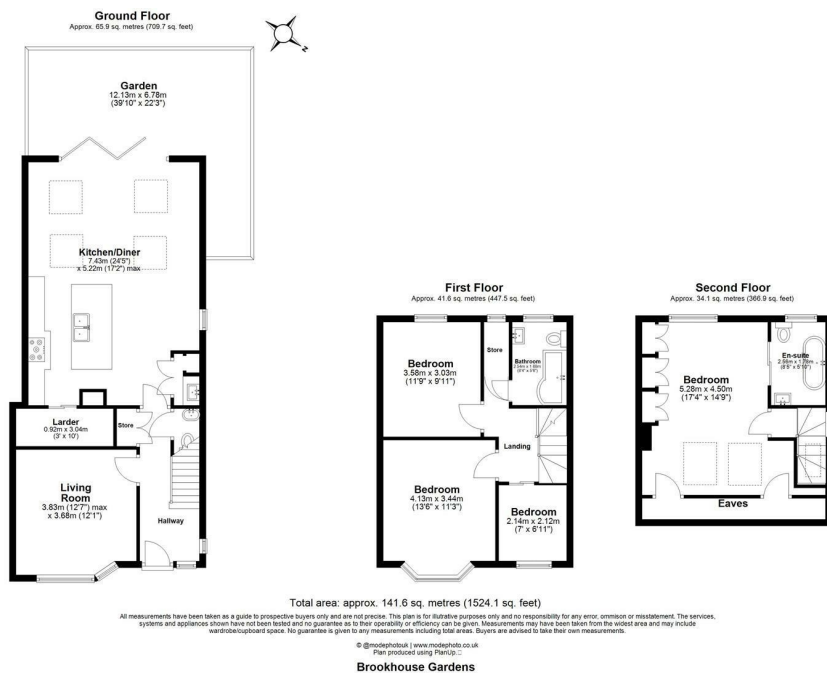 Ground Floor
Approx. 65.9 sq. metres (709.7 sq. feet)
N
Garden
12.13m x 6.78m
(39'10" x 22'3")
Kitchen/Diner
7.43m (24'5")
x 5.22m (17'2") max
Larder
0.92m x 3.04m
(3' x 10')
Store
Living
Room
3.83m (12'7") max
x 3.68m (12'1")
Hallway
First Floor
Approx. 41.6 sq. metres (447.5 sq. feet)
Bedroom
3.58m x 3.03m
(11'9" x 9'11")
Store
Bathroom
Landing
Bedroom
4.13m x 3.44m
(13'6" x 11'3")
Bedroom
2.14m x 2.12m
(7' x 6'11")
Second Floor
Approx. 34.1 sq. metres (366.9 sq. feet)
En-suite
2.56m x 1.78m
(8'5" x 5'10")
Bedroom
5.28m x 4.50m
(17'4" x 14'9")
Eaves
Total area: approx. 141.6 sq. metres (1524.1 sq. feet)
All measurements have been taken as a guide to prospective buyers only and are not precise. This plan is for illutrative purposes only and no responsibility for any error, ommison or misstatement. The services,
systems and appliances shown have not been tested and no guarantee as to their operability or efficiency can be given. Measurements may have been taken from the widest area and may include
wardrobe/cupboard space. No guarantee is given to any measurements including total areas. Buyers are advised to take their own measurements.
© @modephotouk | www.modephoto.co.uk
Plan produced using PlanUp.
Brookhouse Gardens